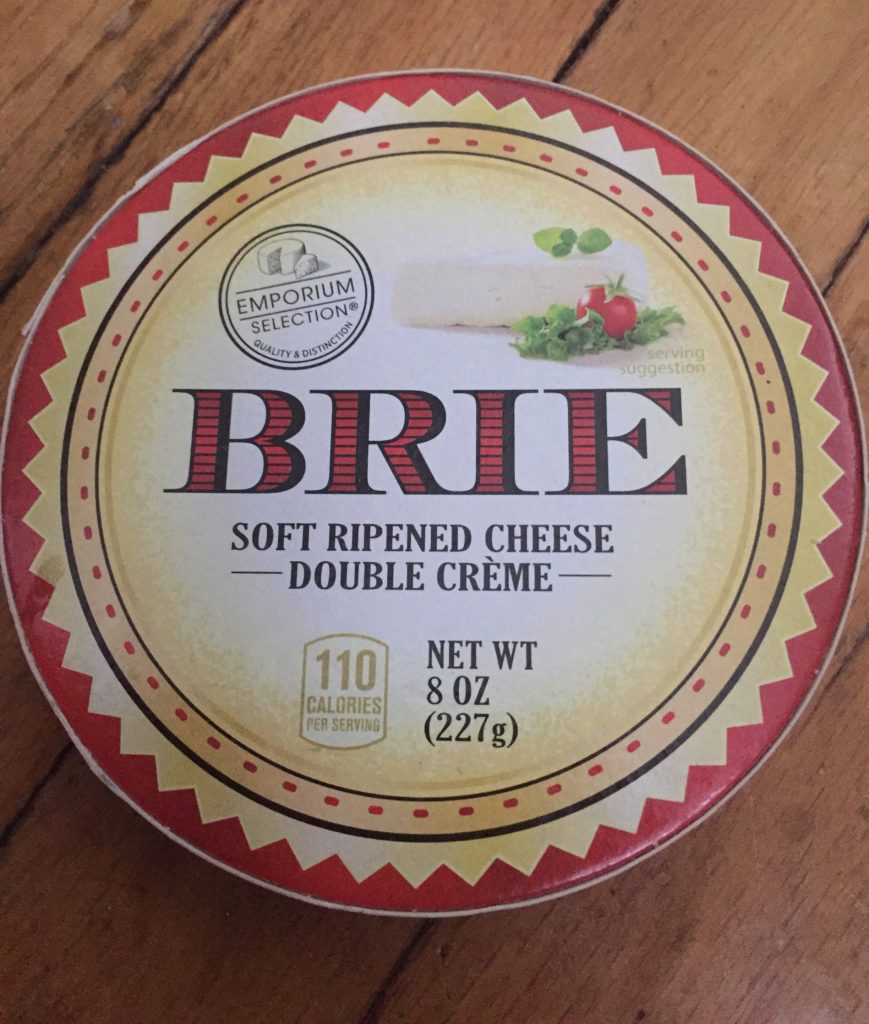 EMPORIUM
SELECTION®
QUALITY & DISTINCTION
serving
suggestion
BRIE
SOFT RIPENED CHEESE
DOUBLE CRÈME
110
CALORIES
PER SERVING
NET WT
8 OZ
(227g)